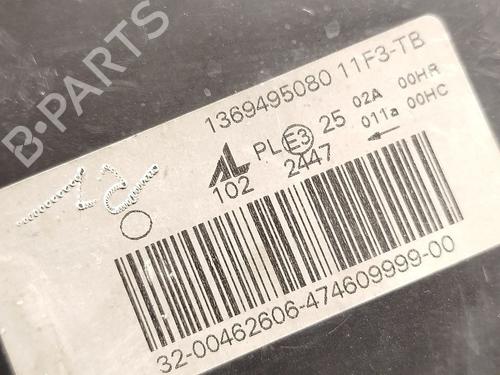 B-PARTS
1369495080 11F3-TB
AL PL E3 25 02A 00HR
102 2447 011a 00HC
32-00462606-474609999-00